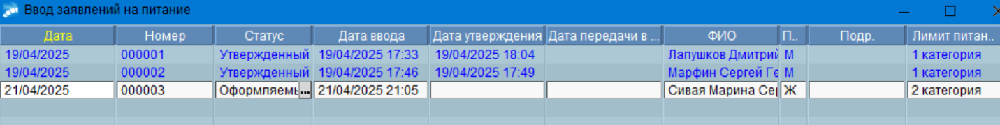 Ввод заявлений на питание
Дата Номер Статус Дата ввода Дата утверждения Дата передачи в ... ФИО П.. Подр. Лимит питан..
19/04/2025 000001 Утвержденный 19/04/2025 17:33 19/04/2025 18:04 Лапушков Дмитрий М 1 категория
19/04/2025 000002 Утвержденный 19/04/2025 17:46 19/04/2025 17:49 Марфин Сергей Ге М 1 категория
21/04/2025 000003 Оформляемы... 21/04/2025 21:05 Сивая Марина Сер Ж 2 категория